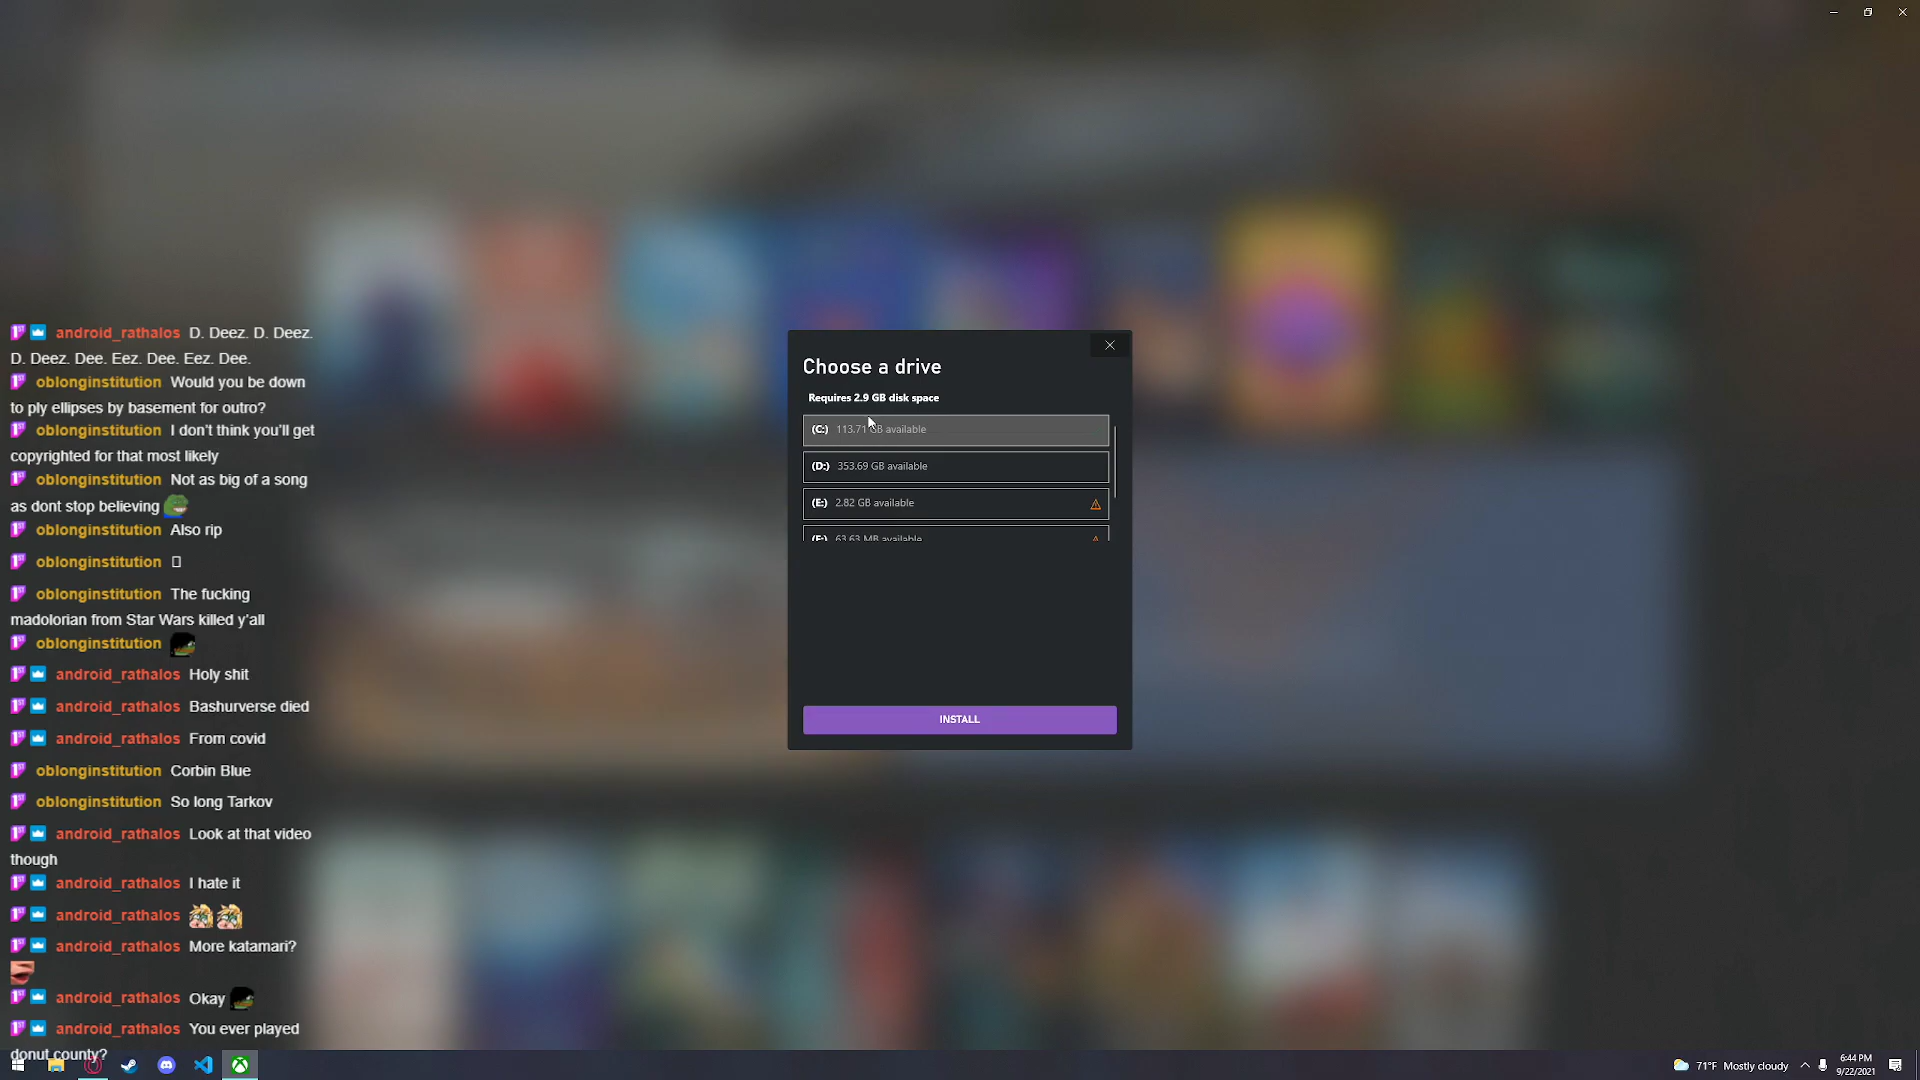 android_rathalos D. Deez. D. Deez.
D. Deez. Dee. Eez. Dee. Eez. Dee.
oblonginstitution Would you be down
to ply ellipses by basement for outro?
oblonginstitution I don't think you'll get
copyrighted for that most likely
oblonginstitution Not as big of a song
as dont stop believing
oblonginstitution Also rip
oblonginstitution
oblonginstitution The fucking
madolorian from Star Wars killed y'all
oblonginstitution
android_rathalos Holy shit
android_rathalos Bashurverse died
android_rathalos From covid
oblonginstitution Corbin Blue
oblonginstitution So long Tarkov
android_rathalos Look at that video
though
android_rathalos I hate it
android_rathalos
android_rathalos More katamari?
android_rathalos Okay
android_rathalos You ever played
donut county?
Choose a drive
Requires 2.9 GB disk space
(C:) 113.71 GB available
(D:) 353.69 GB available
(E:) 2.82 GB available
(F:) 63.63 MB available
INSTALL
71°F Mostly cloudy
6:44 PM
9/22/2021